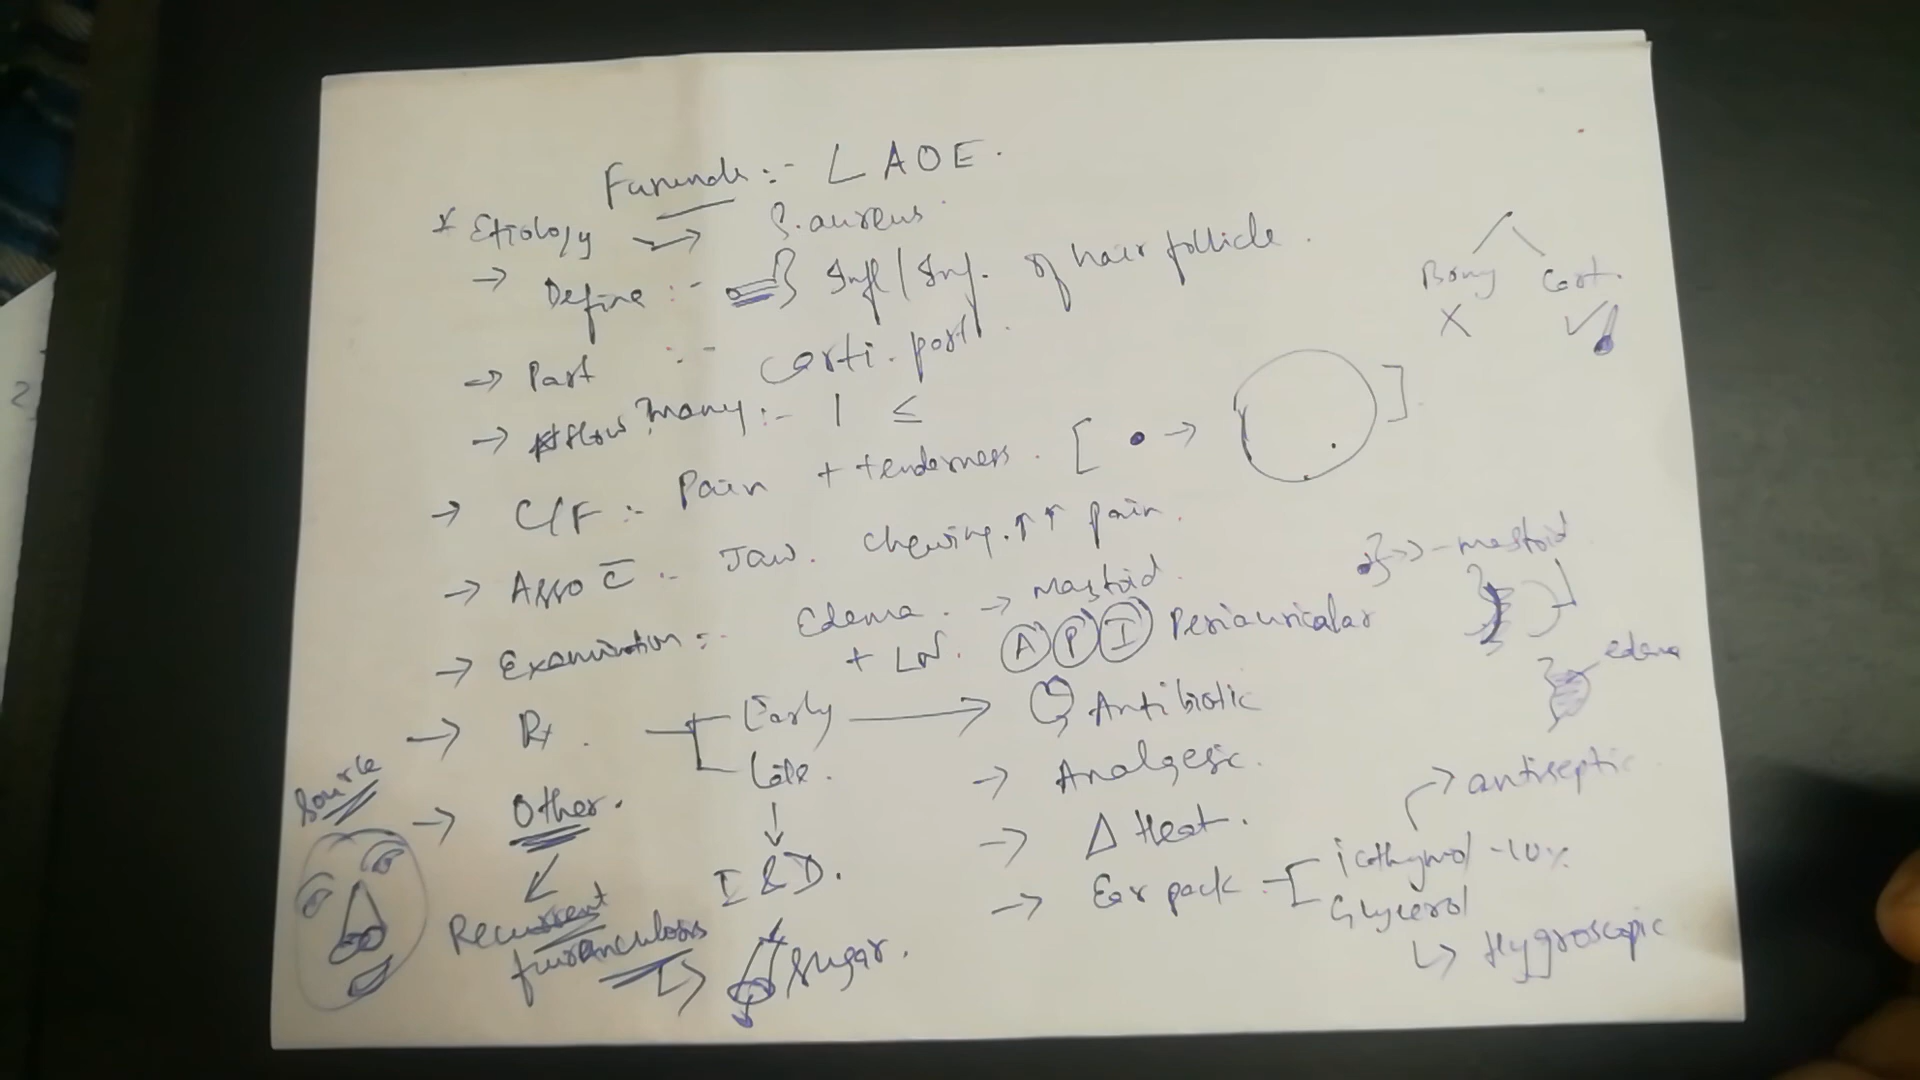 Furuncle :- LAOE.
* Etiology → S. aureus
→ Define :- Infl / Inf. of hair follicle.
Bony Cart.
X ✓
→ Part :- Carti. part
→ How many :- 1 ≤
→ C/F :- Pain + tenderness. [ • → ]
→ Asso c̄ :- Jaw. Chewing. ↑↑ pain.
→ - mastoid
→ Examination :- Edema. → mastoid.
+ LN. A P I Periauricular
edema
→ Rx. Early → Antibiotic
Late.
→ Analgesic.
→ antiseptic
Source
→ Other.
→ Δ Heat.
↓
I & D.
→ Ear pack :- icthymol - 10%
Glycerol
↳ Hygroscopic
Recurrent
furunculosis
↳ Sugar.